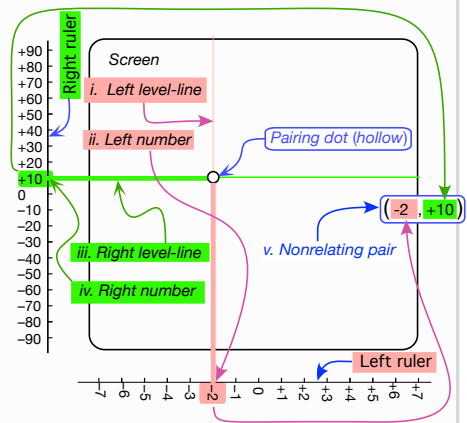 +90
+80
+70
+60
+50
+40
+30
+20
+10
0
−10
−20
−30
−40
−50
−60
−70
−80
−90
Right ruler
Screen
i. Left level-line
ii. Left number
Pairing dot (hollow)
(-2, +10)
iii. Right level-line
v. Nonrelating pair
iv. Right number
Left ruler
-7 -6 -5 -4 -3 -2 -1 0 +1 +2 +3 +4 +5 +6 +7